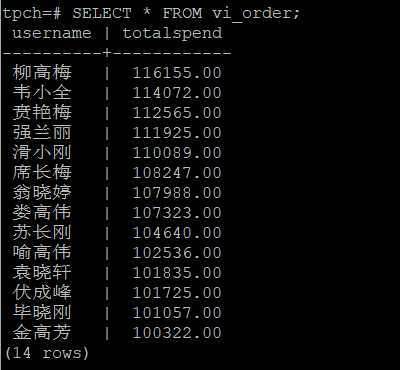 tpch=# SELECT * FROM vi_order;
 username | totalspend
----------+------------
 柳高梅   |  116155.00
 韦小全   |  114072.00
 贲艳梅   |  112565.00
 强兰丽   |  111925.00
 滑小刚   |  110089.00
 席长梅   |  108247.00
 翁晓婷   |  107988.00
 娄高伟   |  107323.00
 苏长刚   |  104640.00
 喻高伟   |  102536.00
 袁晓轩   |  101835.00
 伏成峰   |  101725.00
 毕晓刚   |  101057.00
 金高芳   |  100322.00
(14 rows)